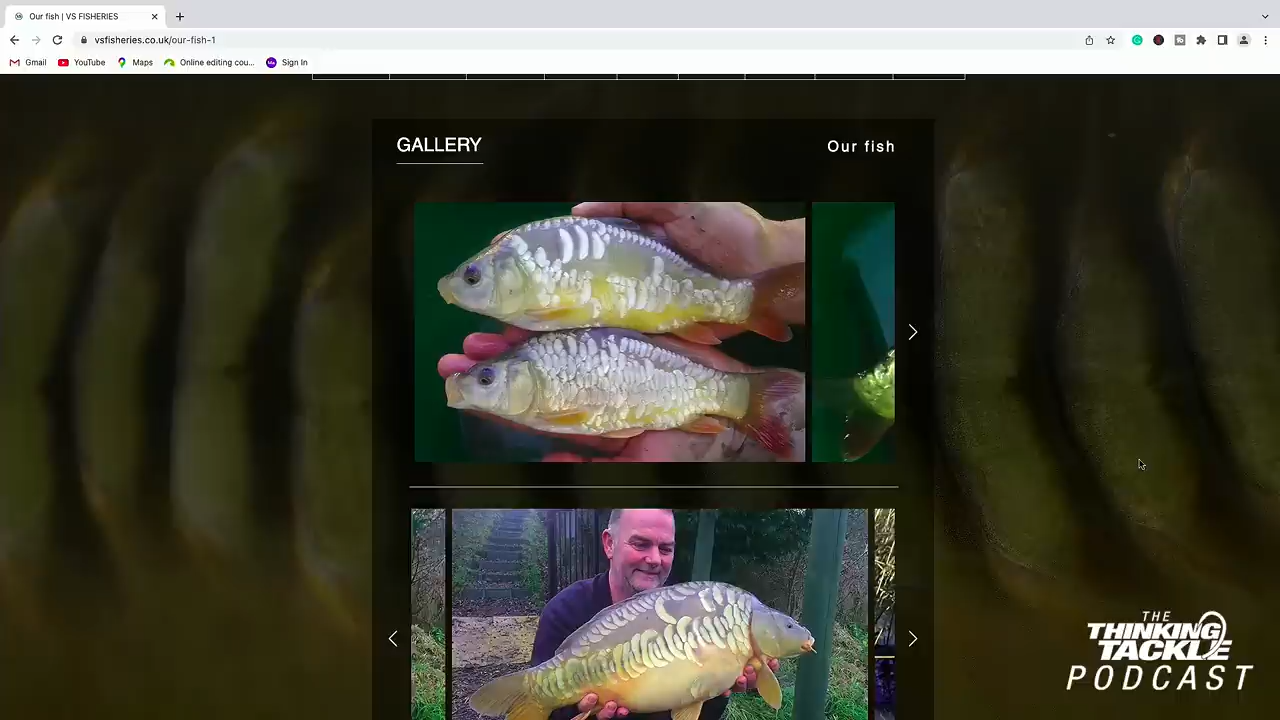 Our fish | VS FISHERIES
vsfisheries.co.uk/our-fish-1
Gmail YouTube Maps Online editing cou... Sign In
GALLERY
Our fish
THE
THINKING
TACKLE
PODCAST